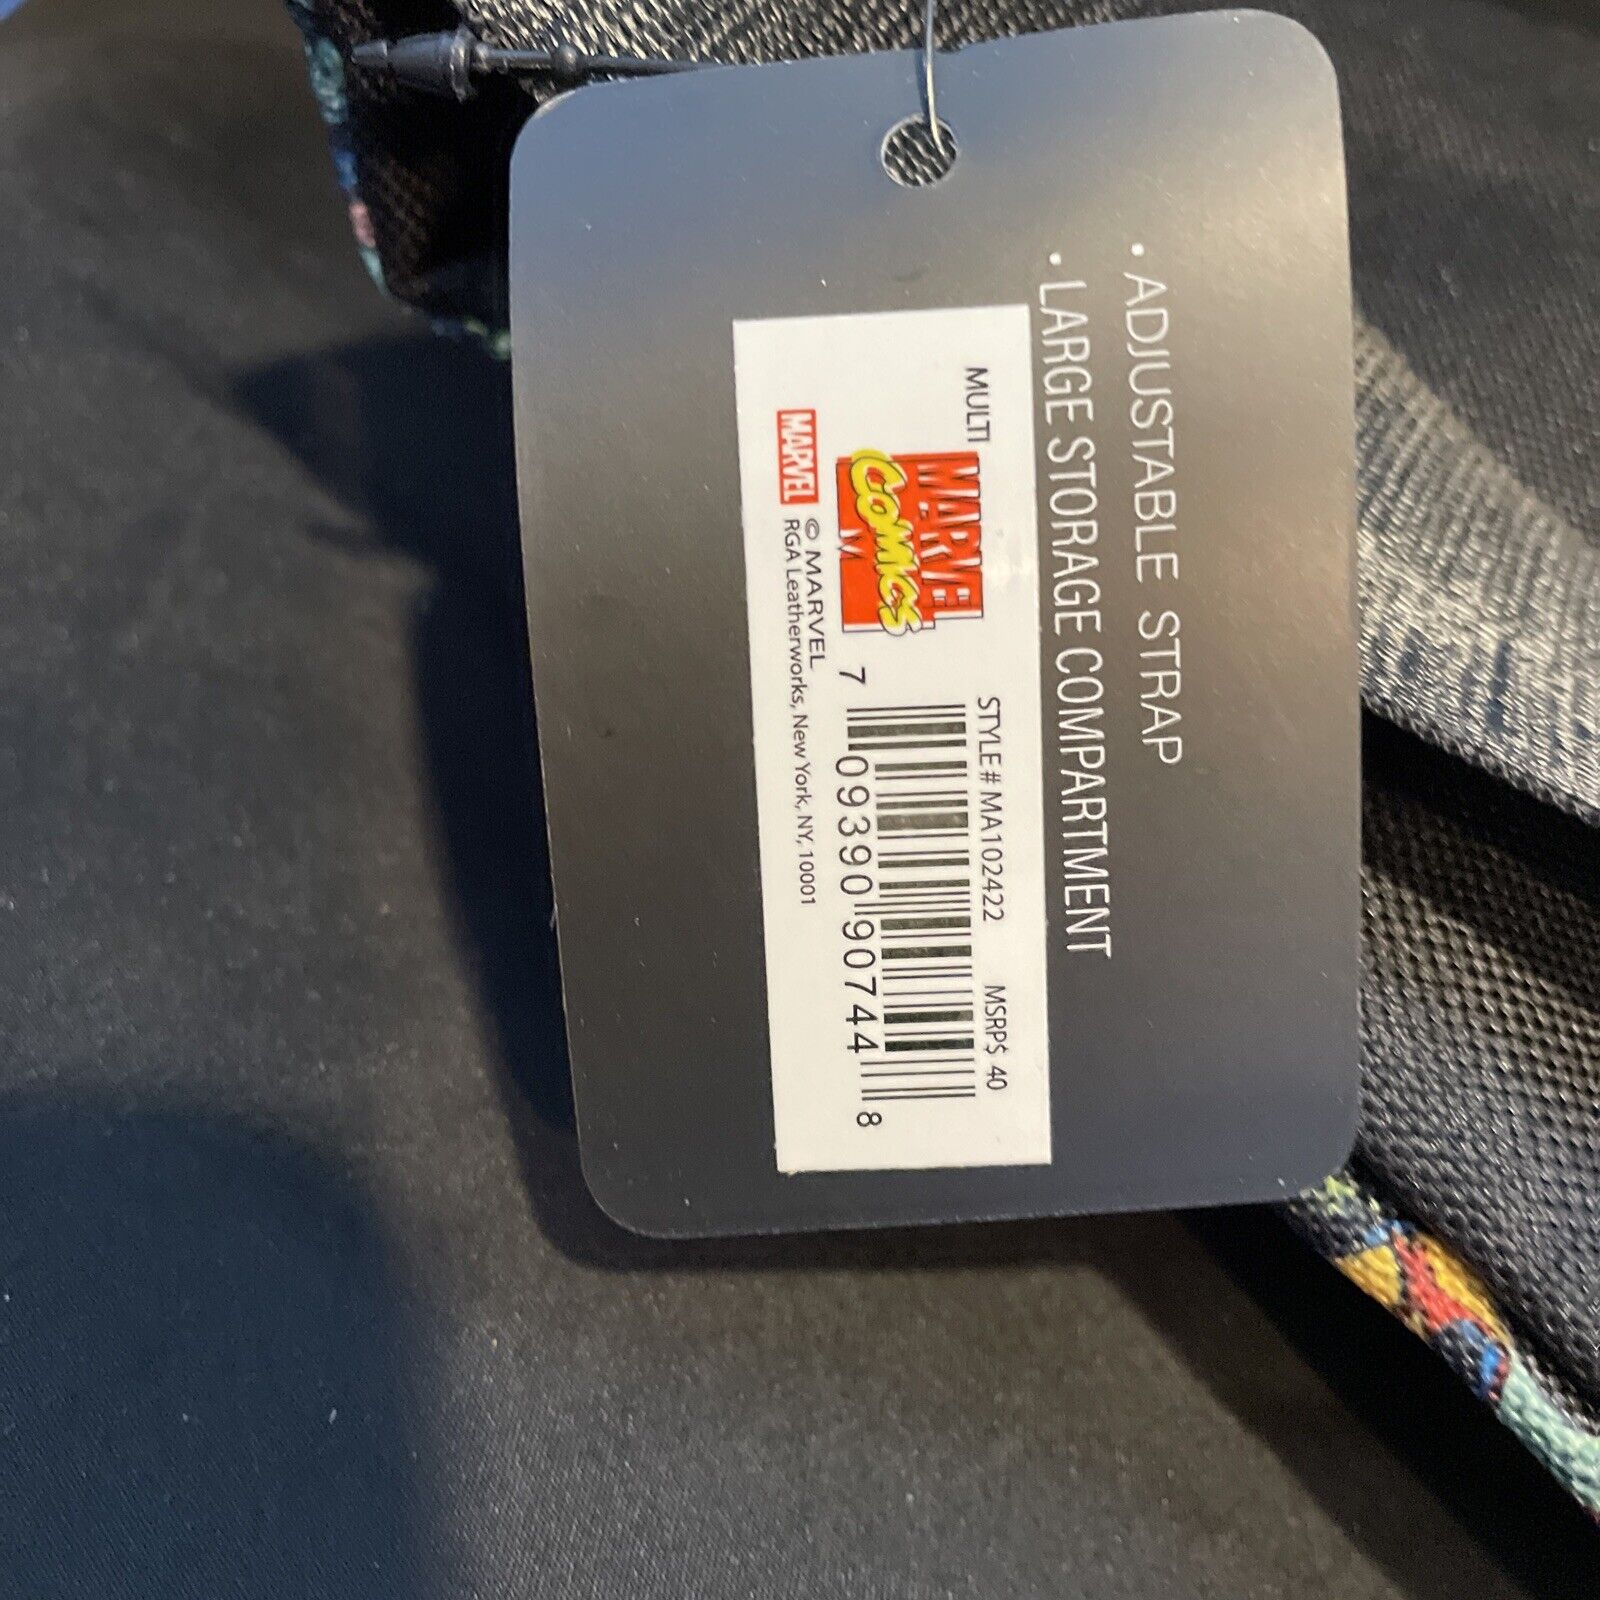 • ADJUSTABLE STRAP
• LARGE STORAGE COMPARTMENT
MULTI
STYLE# MA102422 MSRP$ 40
MARVEL
COMICS
7 09390 90744 8
MARVEL
© MARVEL
RGA Leatherworks, New York, NY, 10001